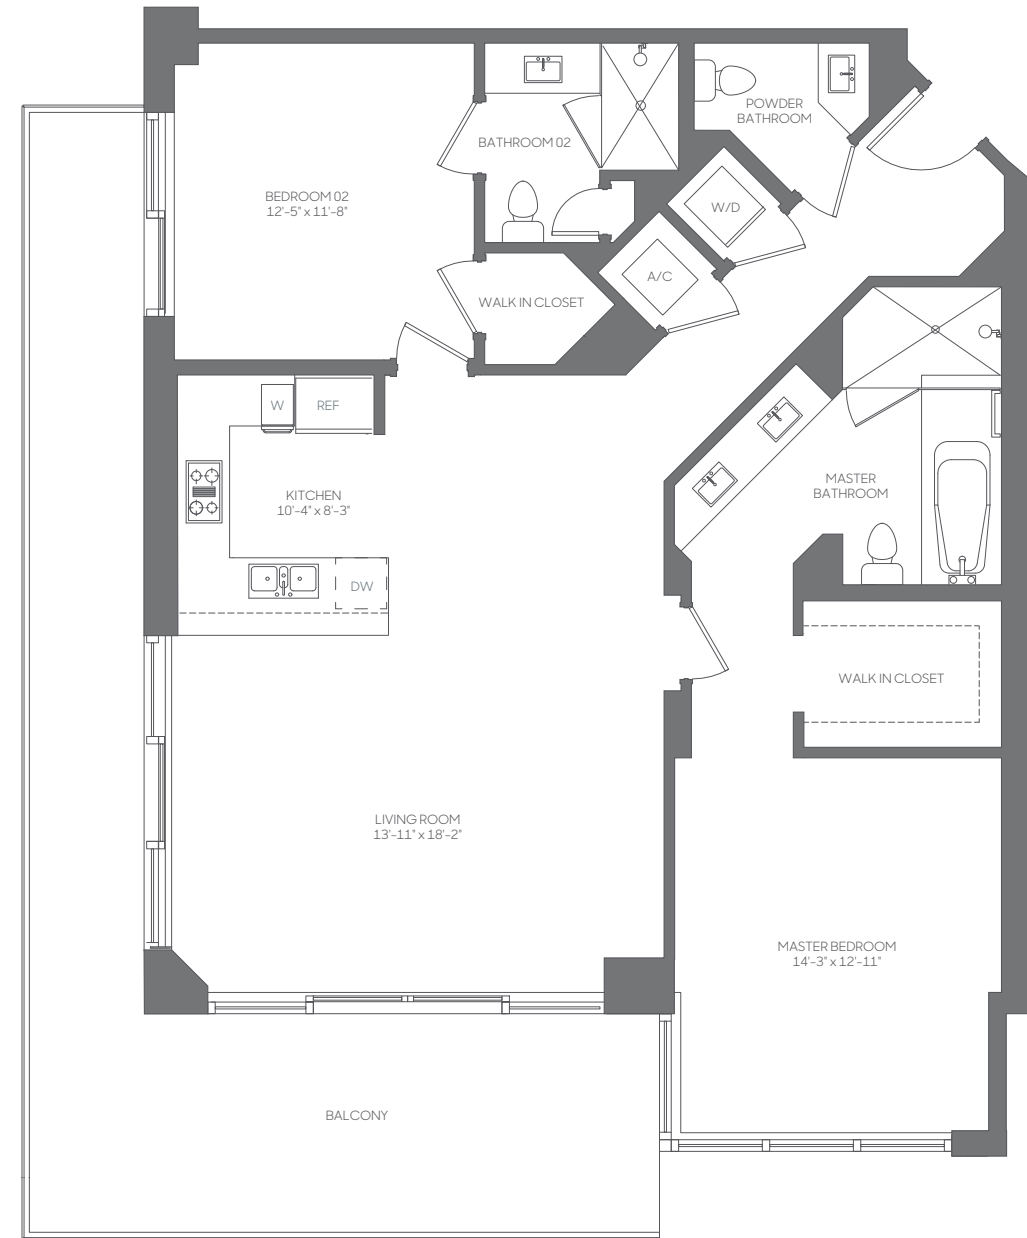 POWDER
BATHROOM
BATHROOM 02
BEDROOM 02
12'-5" x 11'-8"
W/D
A/C
WALK IN CLOSET
W
REF
KITCHEN
10'-4" x 8'-3"
MASTER
BATHROOM
DW
WALK IN CLOSET
LIVING ROOM
13'-11" x 18'-2"
MASTER BEDROOM
14'-3" x 12'-11"
BALCONY